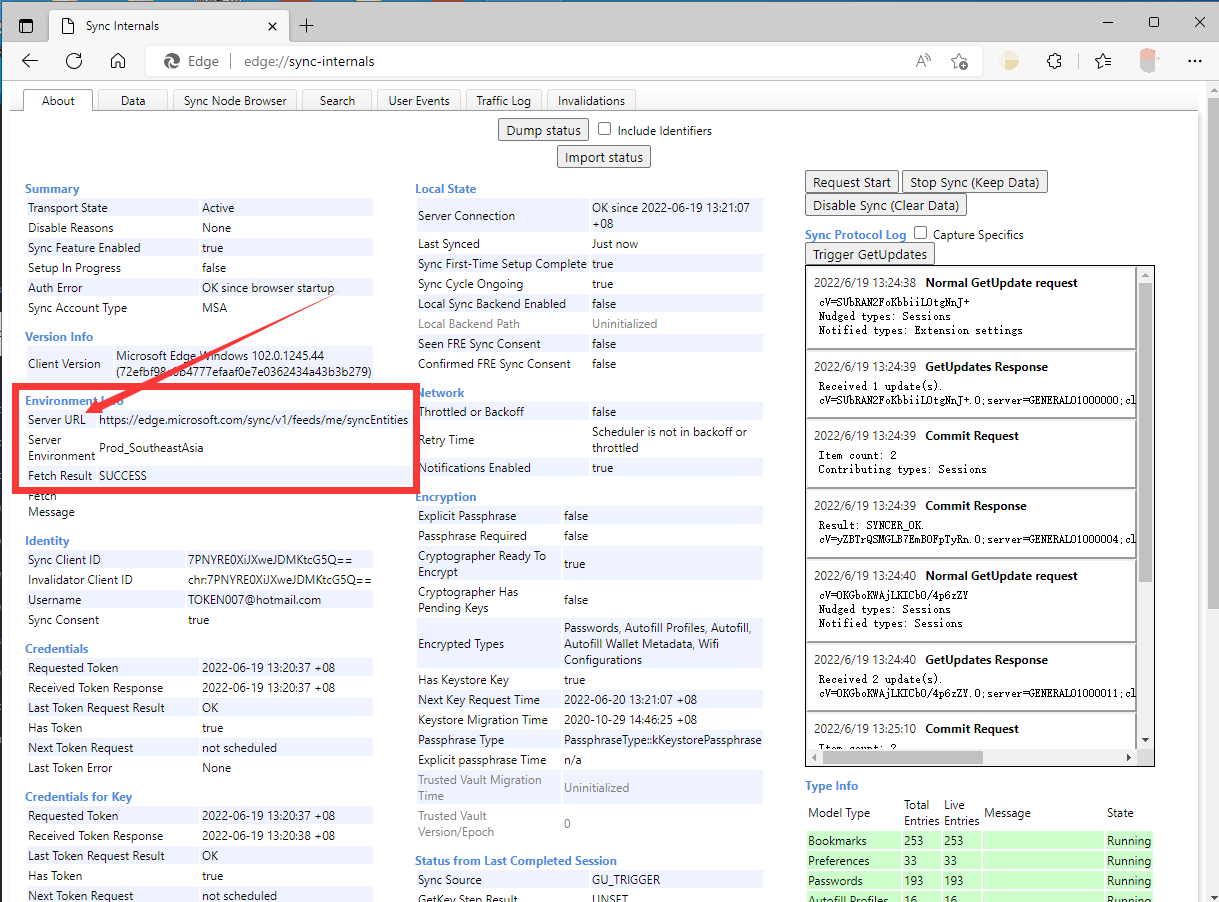 Sync Internals
Edge
edge://sync-internals
About
Data
Sync Node Browser
Search
User Events
Traffic Log
Invalidations
Dump status
Include Identifiers
Import status
Summary
Transport State Active
Disable Reasons None
Sync Feature Enabled true
Setup In Progress false
Auth Error OK since browser startup
Sync Account Type MSA
Version Info
Client Version
Microsoft Edge Windows 102.0.1245.44
Environment Info
Server URL https://edge.microsoft.com/sync/v1/feeds/me/syncEntities
Server
Environment
Prod_SoutheastAsia
Fetch Result SUCCESS
Fetch
Message
Identity
Sync Client ID 7PNYRE0XiJXweJDMKtcG5Q==
Invalidator Client ID chr:7PNYRE0XiJXweJDMKtcG5Q==
Username TOKEN007@hotmail.com
Sync Consent true
Credentials
Requested Token 2022-06-19 13:20:37 +08
Received Token Response 2022-06-19 13:20:37 +08
Last Token Request Result OK
Has Token true
Next Token Request not scheduled
Last Token Error None
Credentials for Key
Requested Token 2022-06-19 13:20:37 +08
Received Token Response 2022-06-19 13:20:38 +08
Last Token Request Result OK
Has Token true
Next Token Request not scheduled
Local State
Server Connection
OK since 2022-06-19 13:21:07
+08
Last Synced Just now
Sync First-Time Setup Complete true
Sync Cycle Ongoing true
Local Sync Backend Enabled false
Local Backend Path Uninitialized
Seen FRE Sync Consent false
Confirmed FRE Sync Consent false
Network
Throttled or Backoff false
Retry Time
Scheduler is not in backoff or
throttled
Notifications Enabled true
Encryption
Explicit Passphrase false
Passphrase Required false
Cryptographer Ready To
Encrypt
true
Cryptographer Has
Pending Keys
false
Encrypted Types
Passwords, Autofill Profiles, Autofill,
Autofill Wallet Metadata, Wifi
Configurations
Has Keystore Key true
Next Key Request Time 2022-06-20 13:21:07 +08
Keystore Migration Time 2020-10-29 14:46:25 +08
Passphrase Type PassphraseType::kKeystorePassphrase
Explicit passphrase Time n/a
Trusted Vault Migration
Time
Uninitialized
Trusted Vault
Version/Epoch
0
Status from Last Completed Session
Sync Source GU_TRIGGER
GetKey Step Result UNSET
Request Start
Stop Sync (Keep Data)
Disable Sync (Clear Data)
Sync Protocol Log
Capture Specifics
Trigger GetUpdates
2022/6/19 13:24:38 Normal GetUpdate request
cV=SUbRAN2FoKbbiiLOtgNnJ+
Nudged types: Sessions
Notified types: Extension settings
2022/6/19 13:24:39 GetUpdates Response
Received 1 update(s).
cV=SUbRAN2FoKbbiiLOtgNnJ+.0;server=GENERAL01000000;cl
2022/6/19 13:24:39 Commit Request
Item count: 2
Contributing types: Sessions
2022/6/19 13:24:39 Commit Response
Result: SYNCER_OK.
cV=yZBTrQSMGLB7EmBOFpTyRn.0;server=GENERAL01000004;cl
2022/6/19 13:24:40 Normal GetUpdate request
cV=OKGboKWAjLKICbO/4p6zZY
Nudged types: Sessions
Notified types: Sessions
2022/6/19 13:24:40 GetUpdates Response
Received 2 update(s).
cV=OKGboKWAjLKICbO/4p6zZY.0;server=GENERAL01000011;cl
2022/6/19 13:25:10 Commit Request
Item count: 2
Type Info
Model Type
Total
Entries
Live
Entries
Message
State
Bookmarks 253 253 Running
Preferences 33 33 Running
Passwords 193 193 Running
Autofill Profiles 16 16 Running